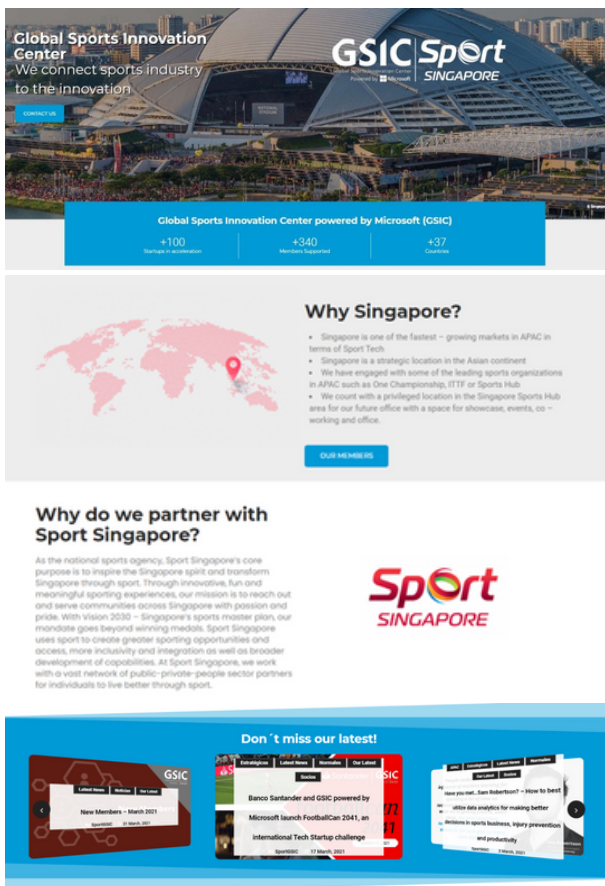 Global Sports Innovation
Center
We connect sports industry
to the innovation
CONTACT US
GSIC Sport
SINGAPORE
Global Sports Innovation Center
Powered by Microsoft
NATIONAL
STADIUM
Global Sports Innovation Center powered by Microsoft (GSIC)
+100
Startups in acceleration
+340
Members Supported
+37
Countries
Why Singapore?
• Singapore is one of the fastest – growing markets in APAC in
terms of Sport Tech
• Singapore is a strategic location in the Asian continent
• We have engaged with some of the leading sports organizations
in APAC such as One Championship, ITTF or Sports Hub
• We count with a privileged location in the Singapore Sports Hub
area for our future office with a space for showcase, events, co –
working and office.
OUR MEMBERS
Why do we partner with
Sport Singapore?
As the national sports agency, Sport Singapore's core
purpose is to inspire the Singapore spirit and transform
Singapore through sport. Through innovative, fun and
meaningful sporting experiences, our mission is to reach out
and serve communities across Singapore with passion and
pride. With Vision 2030 – Singapore's sports master plan, our
mandate goes beyond winning medals. Sport Singapore
uses sport to create greater sporting opportunities and
access, more inclusivity and integration as well as broader
development of capabilities. At Sport Singapore, we work
with a vast network of public-private-people sector partners
for individuals to live better through sport.
Sport
SINGAPORE
Don´t miss our latest!
GSIC
Latest News Noticias Our Latest
New Members – March 2021
SportGSIC 31 March, 2021
GSIC
Estratégicos Latest News Normales Our Latest
Socios
Banco Santander and GSIC powered by
Microsoft launch FootballCan 2041, an
International Tech Startup challenge
SportGSIC 17 March, 2021
APAC Estratégicos Latest News Normales
Our Latest Socios
Have you met...Sam Robertson? – How to best
utilize data analytics for making better
decisions in sports business, injury prevention
and productivity
SportGSIC 2 March, 2021